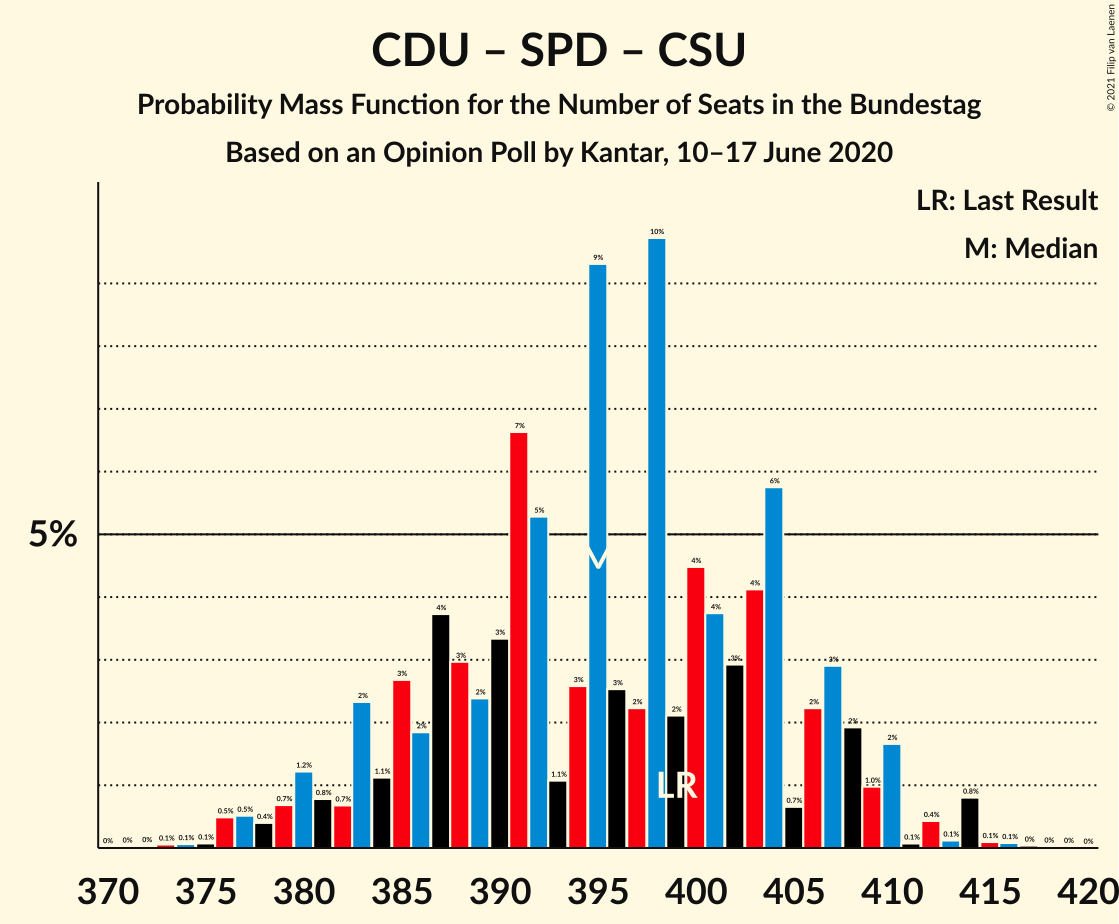 CDU – SPD – CSU
Probability Mass Function for the Number of Seats in the Bundestag
Based on an Opinion Poll by Kantar, 10–17 June 2020
© 2021 Filip van Laenen
LR: Last Result
M: Median
5%
0% 0% 0% 0.1% 0.1% 0.1% 0.5% 0.5% 0.4% 0.7% 1.2% 0.8% 0.7% 2% 1.1% 3% 2% 4% 3% 2% 3% 7% 5% 1.1% 3% 9% 3% 2% 10% 2% 4% 4% 3% 4% 6% 0.7% 2% 3% 2% 1.0% 2% 0.1% 0.4% 0.1% 0.8% 0.1% 0.1% 0% 0% 0% 0%
LR
370 375 380 385 390 395 400 405 410 415 420